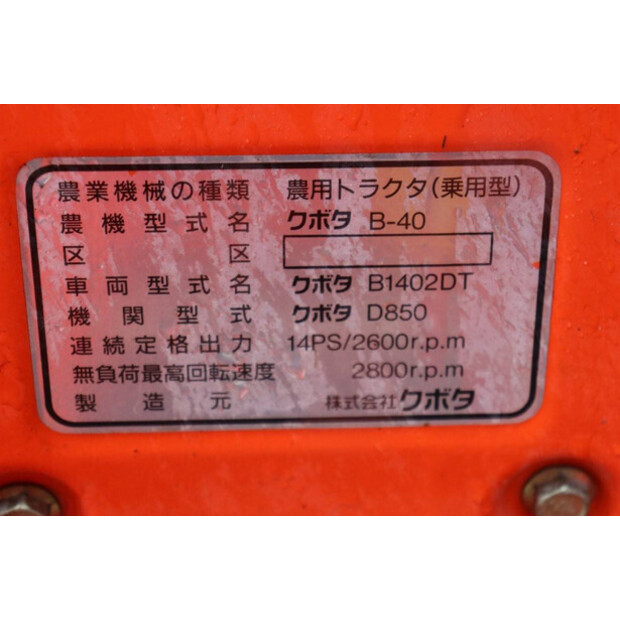 農業機械の種類 農用トラクタ(乗用型)
農機型式名 クボタ B-40
区区
車両型式名 クボタ B1402DT
機関型式 クボタ D850
連続定格出力 14PS/2600r.p.m
無負荷最高回転速度 2800r.p.m
製造元 株式会社クボタ